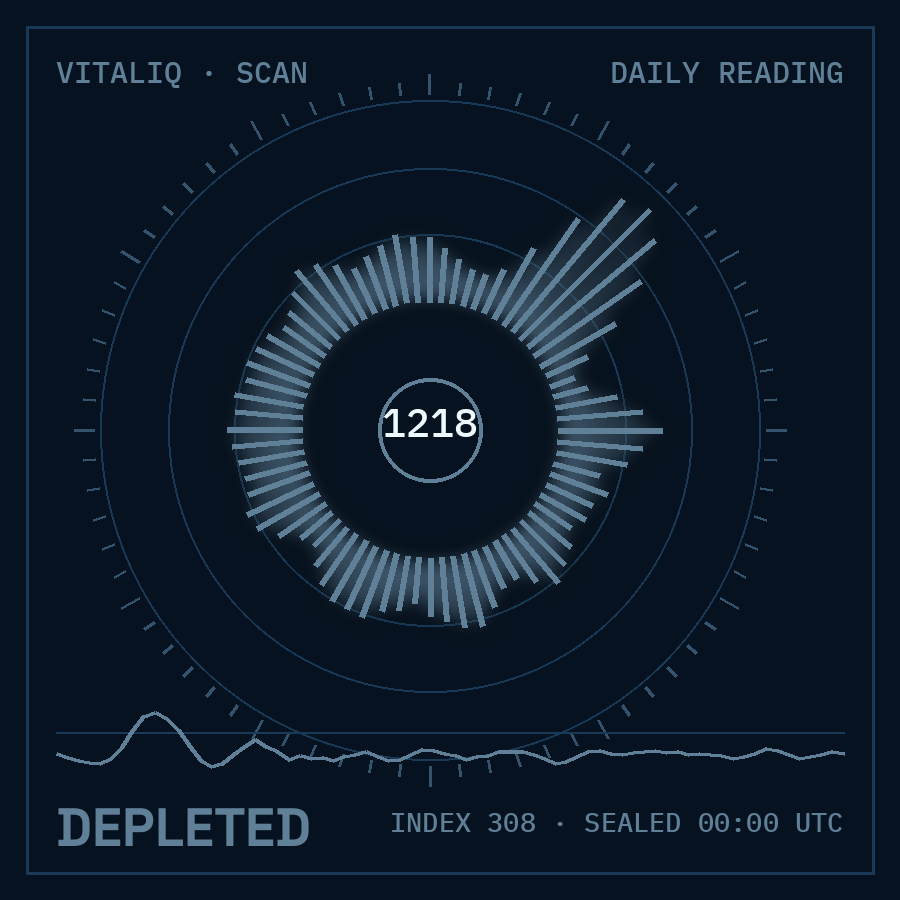 VITALIQ · SCAN
DAILY READING
1218
DEPLETED
INDEX 308 · SEALED 00:00 UTC